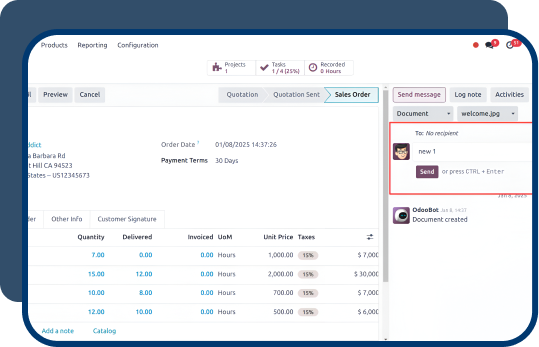 Products Reporting Configuration
Projects
1
Tasks
1 / 4 (25%)
Recorded
0 Hours
Preview Cancel
Quotation Quotation Sent Sales Order
Send message Log note Activities
Document welcome.jpg
To: No recipient
new 1
Send or press CTRL + Enter
OdooBot Jan 8, 14:37
Document created
Order Date ? 01/08/2025 14:37:26
a Barbara Rd
t Hill CA 94523
States – US12345673
Payment Terms 30 Days
Other Info Customer Signature
Quantity Delivered Invoiced UoM Unit Price Taxes
7.00 0.00 0.00 Hours 1,000.00 15% $ 7,000
15.00 12.00 0.00 Hours 2,000.00 15% $ 30,000
10.00 8.00 0.00 Hours 700.00 15% $ 7,000
12.00 10.00 0.00 Hours 500.00 15% $ 6,000
Add a note Catalog